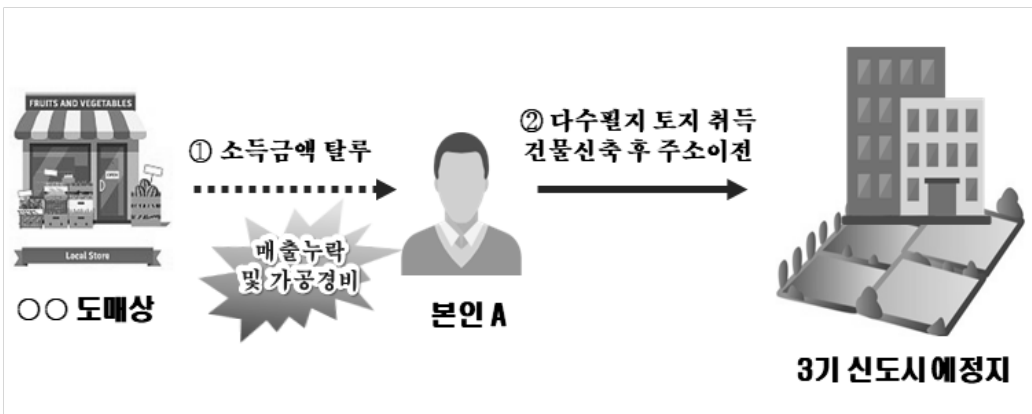 FRUITS AND VEGETABLES
OPEN
Local Store
○○ 도매상
① 소득금액 탈루
매출누락
및 가공경비
본인 A
② 다수필지 토지 취득
건물신축 후 주소이전
3기 신도시 예정지